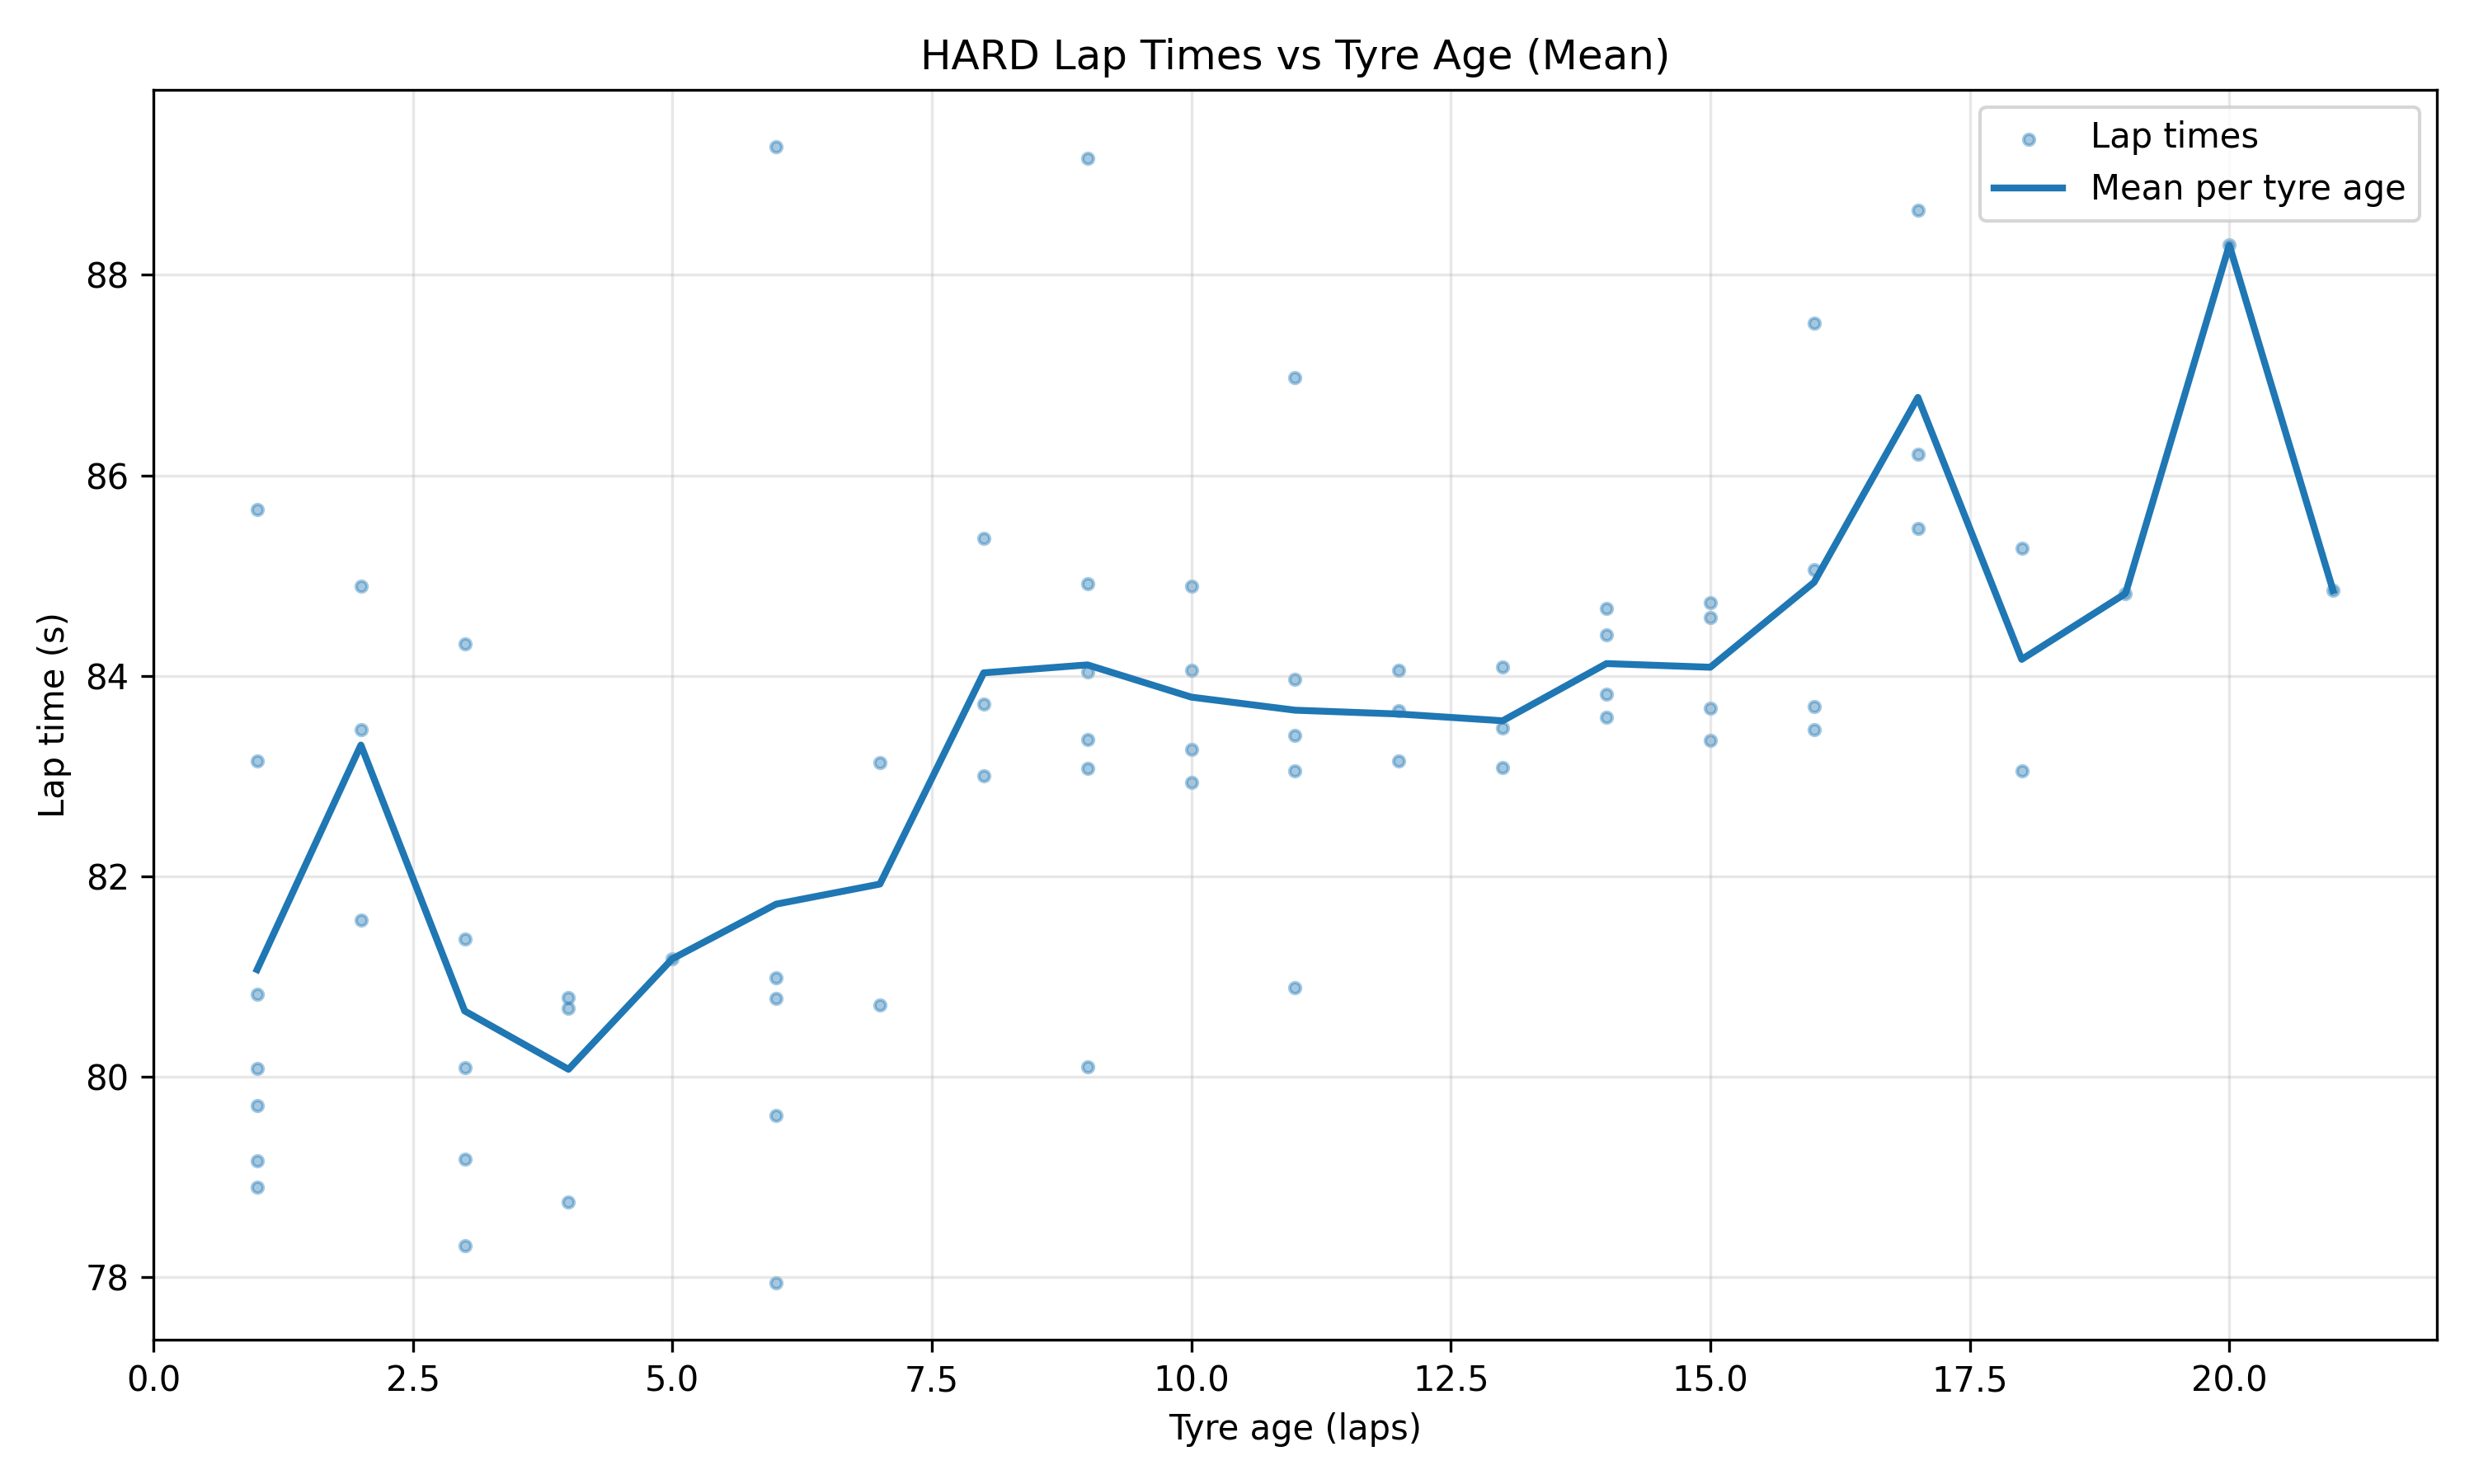 HARD Lap Times vs Tyre Age (Mean)
Lap times
Mean per tyre age
88
86
84
82
80
78
Lap time (s)
0.0 2.5 5.0 7.5 10.0 12.5 15.0 17.5 20.0
Tyre age (laps)